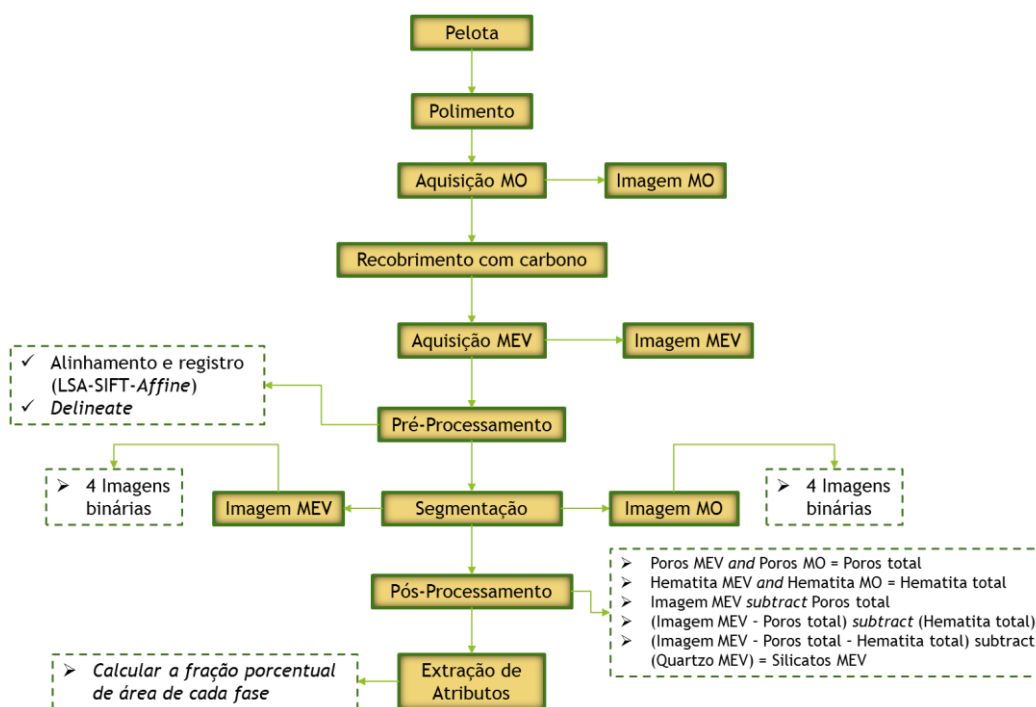 Pelota
Polimento
Aquisição MO
Imagem MO
Recobrimento com carbono
Aquisição MEV
Imagem MEV
✓ Alinhamento e registro
(LSA-SIFT-Affine)
✓ Delineate
Pré-Processamento
➢ 4 Imagens
binárias
Imagem MEV
Segmentação
Imagem MO
➢ 4 Imagens
binárias
Pós-Processamento
➢ Poros MEV and Poros MO = Poros total
➢ Hematita MEV and Hematita MO = Hematita total
➢ Imagem MEV subtract Poros total
➢ (Imagem MEV - Poros total) subtract (Hematita total)
➢ (Imagem MEV - Poros total - Hematita total) subtract
(Quartzo MEV) = Silicatos MEV
➢ Calcular a fração porcentual
de área de cada fase
Extração de
Atributos